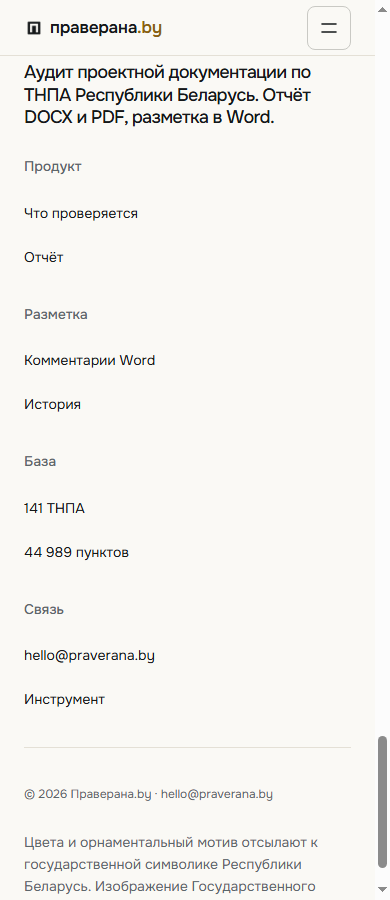 праверана.by
Аудит проектной документации по
ТНПА Республики Беларусь. Отчёт
DOCX и PDF, разметка в Word.
Продукт
Что проверяется
Отчёт
Разметка
Комментарии Word
История
База
141 ТНПА
44 989 пунктов
Связь
hello@praverana.by
Инструмент
© 2026 Праверана.by · hello@praverana.by
Цвета и орнаментальный мотив отсылают к
государственной символике Республики
Беларусь. Изображение Государственного